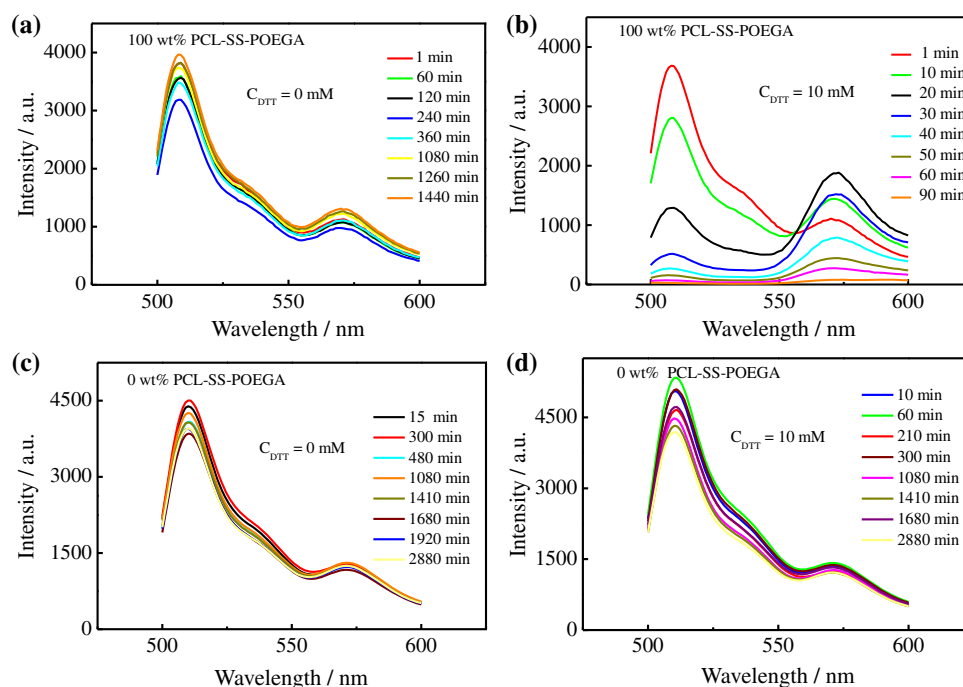 (a)
100 wt% PCL-SS-POEGA
C_DTT = 0 mM
1 min
60 min
120 min
240 min
360 min
1080 min
1260 min
1440 min
4000
3000
2000
1000
0
Intensity / a.u.
500 550 600
Wavelength / nm
(b)
100 wt% PCL-SS-POEGA
C_DTT = 10 mM
1 min
10 min
20 min
30 min
40 min
50 min
60 min
90 min
4000
3000
2000
1000
0
Intensity / a.u.
500 550 600
Wavelength / nm
(c)
0 wt% PCL-SS-POEGA
C_DTT = 0 mM
15 min
300 min
480 min
1080 min
1410 min
1680 min
1920 min
2880 min
4500
3000
1500
0
Intensity / a.u.
500 550 600
Wavelength / nm
(d)
0 wt% PCL-SS-POEGA
C_DTT = 10 mM
10 min
60 min
210 min
300 min
1080 min
1410 min
1680 min
2880 min
4500
3000
1500
0
Intensity / a.u.
500 550 600
Wavelength / nm